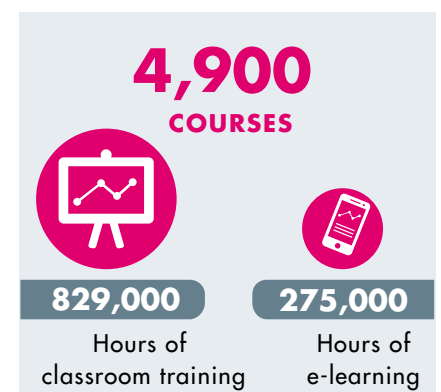 4,900
COURSES
829,000
Hours of
classroom training
275,000
Hours of
e-learning